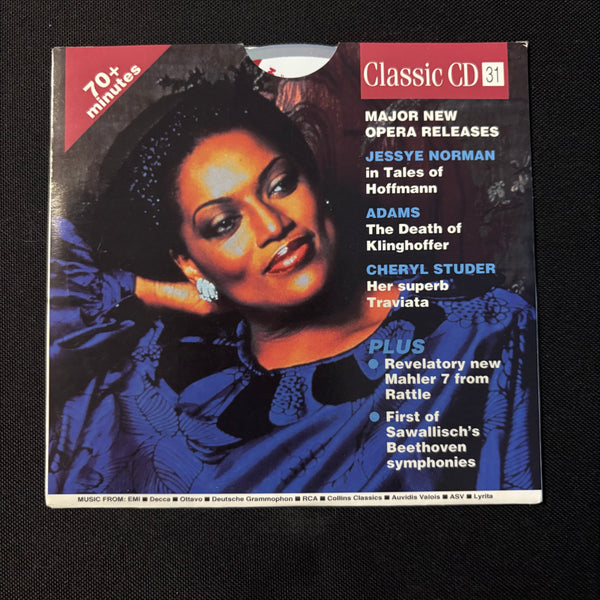 70+
minutes
Classic CD 31
MAJOR NEW
OPERA RELEASES
JESSYE NORMAN
in Tales of
Hoffmann
ADAMS
The Death of
Klinghoffer
CHERYL STUDER
Her superb
Traviata
PLUS
● Revelatory new
Mahler 7 from
Rattle
● First of
Sawallisch's
Beethoven
symphonies
MUSIC FROM: EMI ■ Decca ■ Ottavo ■ Deutsche Grammophon ■ RCA ■ Collins Classics ■ Auvidis Valois ■ ASV ■ Lyrita